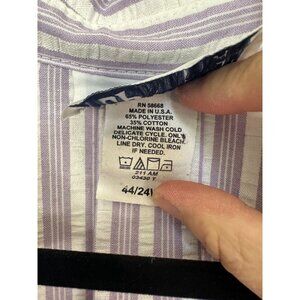 RN 58668
MADE IN U.S.A.
65% POLYESTER
35% COTTON
MACHINE WASH COLD
DELICATE CYCLE. ONLY
NON-CHLORINE BLEACH.
LINE DRY. COOL IRON
IF NEEDED.
211 AM
03430 T
44/24